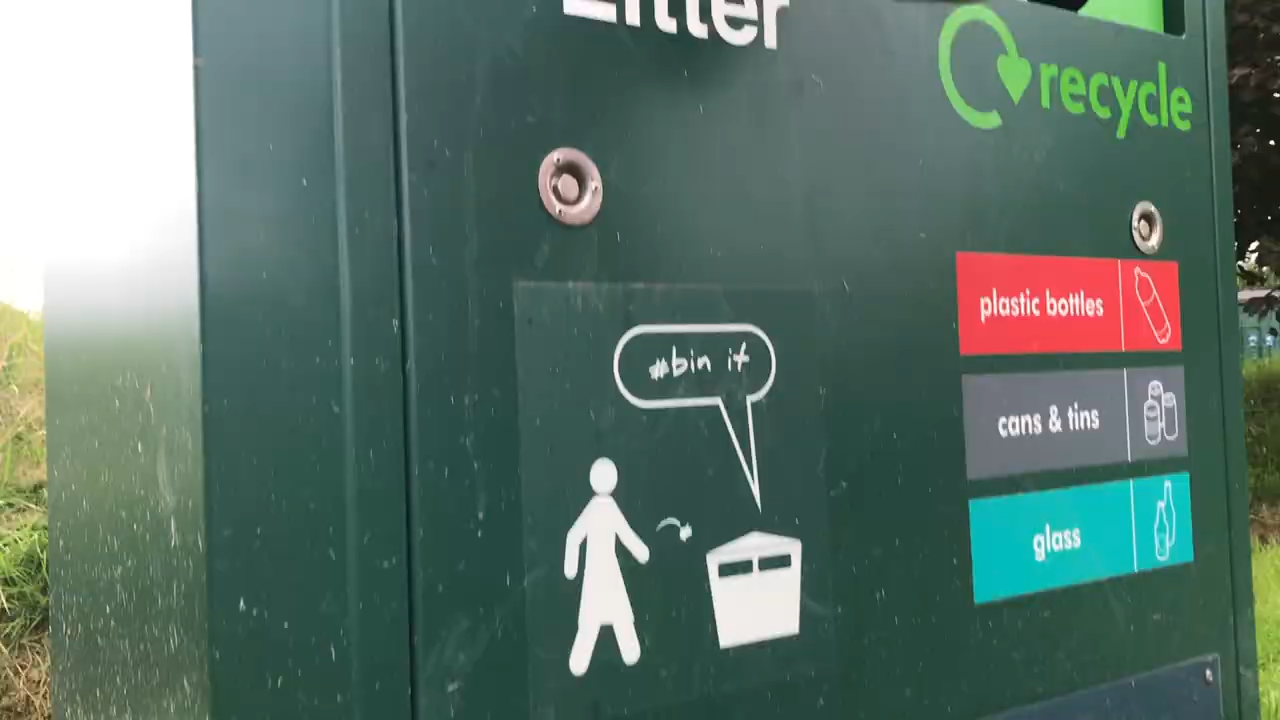 Litter
recycle
plastic bottles
cans & tins
glass
#bin it